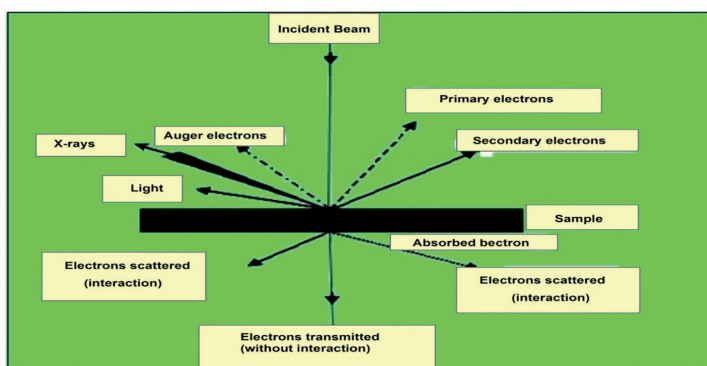 Incident Beam
Primary electrons
Auger electrons
Secondary electrons
X-rays
Light
Sample
Absorbed bectron
Electrons scattered
(interaction)
Electrons scattered
(interaction)
Electrons transmitted
(without interaction)